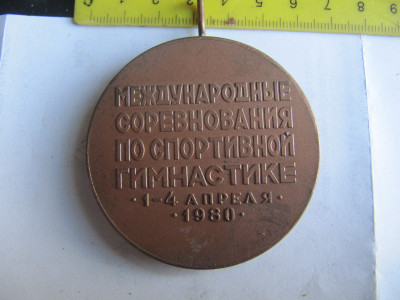 МЕЖДУНАРОДНЫЕ
СОРЕВНОВАНИЯ
ПО СПОРТИВНОЙ
ГИМНАСТИКЕ
· 1-4 АПРЕЛЯ ·
· 1980 ·